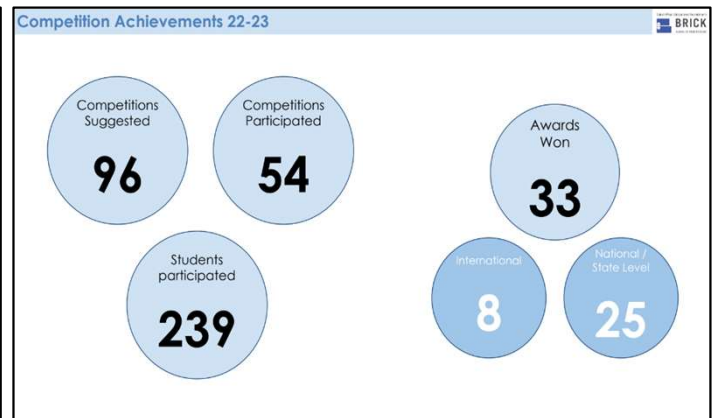 Competition Achievements 22-23
BRICK
Competitions
Suggested
96
Competitions
Participated
54
Students
participated
239
Awards
Won
33
International
8
National /
State Level
25